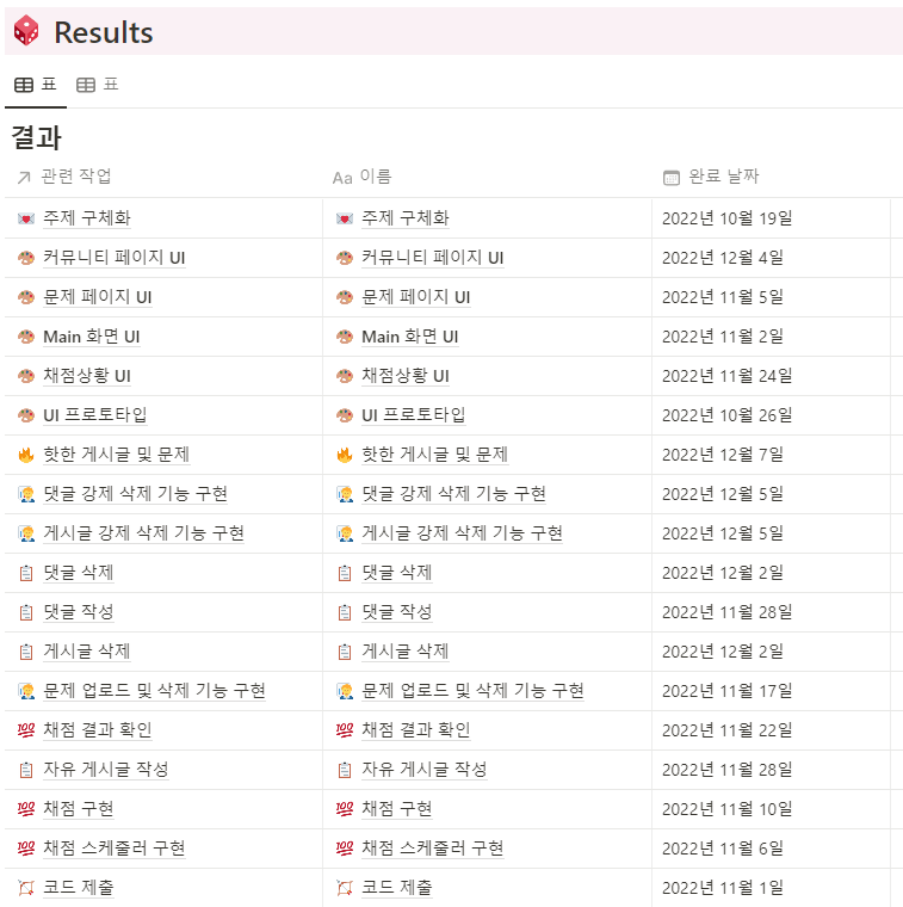 Results
표 표
결과
관련 작업 Aa 이름 완료 날짜
주제 구체화 주제 구체화 2022년 10월 19일
커뮤니티 페이지 UI 커뮤니티 페이지 UI 2022년 12월 4일
문제 페이지 UI 문제 페이지 UI 2022년 11월 5일
Main 화면 UI Main 화면 UI 2022년 11월 2일
채점상황 UI 채점상황 UI 2022년 11월 24일
UI 프로토타입 UI 프로토타입 2022년 10월 26일
핫한 게시글 및 문제 핫한 게시글 및 문제 2022년 12월 7일
댓글 강제 삭제 기능 구현 댓글 강제 삭제 기능 구현 2022년 12월 5일
게시글 강제 삭제 기능 구현 게시글 강제 삭제 기능 구현 2022년 12월 5일
댓글 삭제 댓글 삭제 2022년 12월 2일
댓글 작성 댓글 작성 2022년 11월 28일
게시글 삭제 게시글 삭제 2022년 12월 2일
문제 업로드 및 삭제 기능 구현 문제 업로드 및 삭제 기능 구현 2022년 11월 17일
100 채점 결과 확인 100 채점 결과 확인 2022년 11월 22일
자유 게시글 작성 자유 게시글 작성 2022년 11월 28일
100 채점 구현 100 채점 구현 2022년 11월 10일
100 채점 스케줄러 구현 100 채점 스케줄러 구현 2022년 11월 6일
코드 제출 코드 제출 2022년 11월 1일